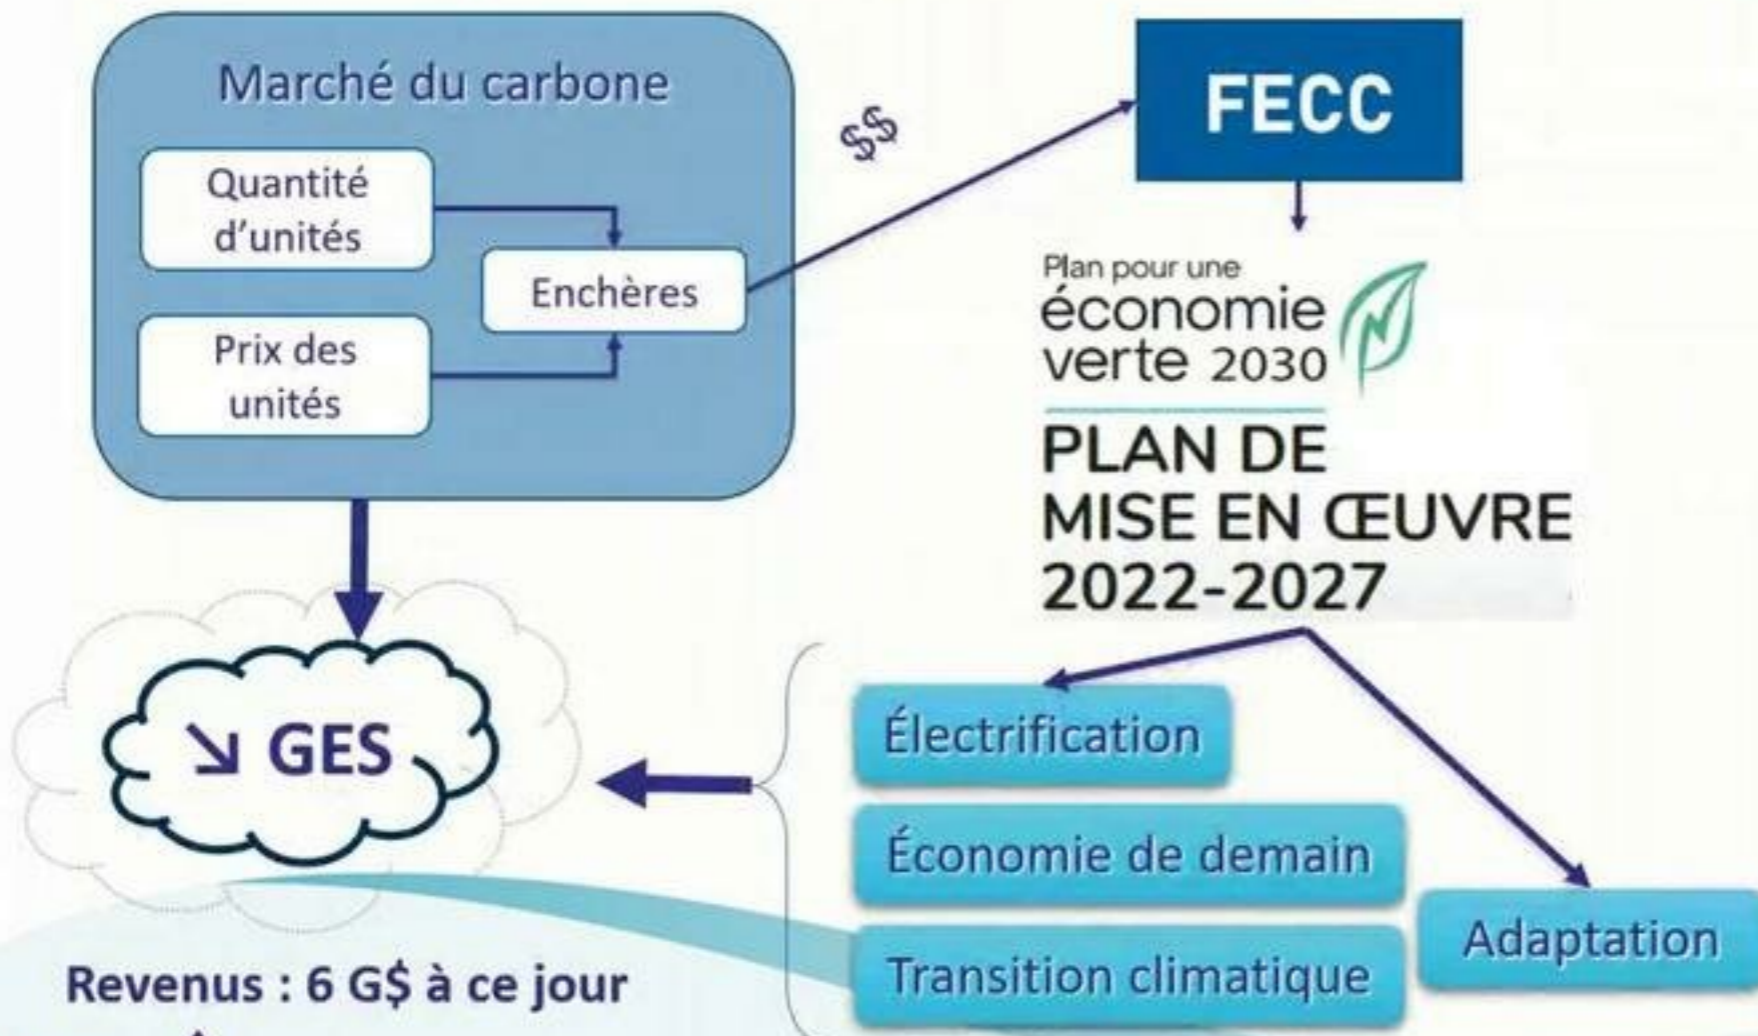 Marché du carbone
Quantité
d'unités
Prix des
unités
Enchères
$$
FECC
Plan pour une
économie
verte 2030
PLAN DE
MISE EN ŒUVRE
2022-2027
↘ GES
Électrification
Économie de demain
Transition climatique
Adaptation
Revenus : 6 G$ à ce jour